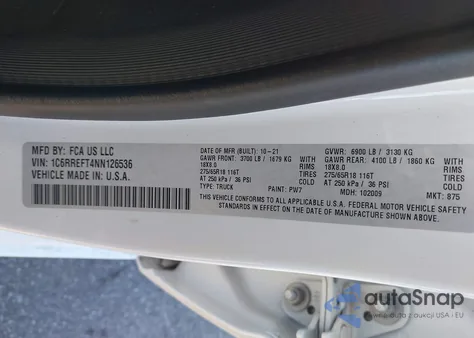 MFD BY: FCA US LLC
VIN: 1C6RREFT4NN126536
VEHICLE MADE IN: U.S.A.
DATE OF MFR (BUILT) 10-21
GAWR FRONT: 3700 LB / 1679 KG
18X8.0
275/65R18 116T
AT 250 kPa / 36 PSI
TYPE: TRUCK
WITH
RIMS
TIRES
COLD
PAINT: PW7
GVWR: 6900 LB / 3130 KG
GAWR REAR: 4100 LB / 1860 KG
18X8.0
275/65R18 116T
AT 250 kPa / 36 PSI
MDH: 102009
WITH
RIMS
TIRES
COLD
MKT: 875
THIS VEHICLE CONFORMS TO ALL APPLICABLE U.S.A. FEDERAL MOTOR VEHICLE SAFETY
STANDARDS IN EFFECT ON THE DATE OF MANUFACTURE SHOWN ABOVE
autoSnap
auto z aukcji USA i EU